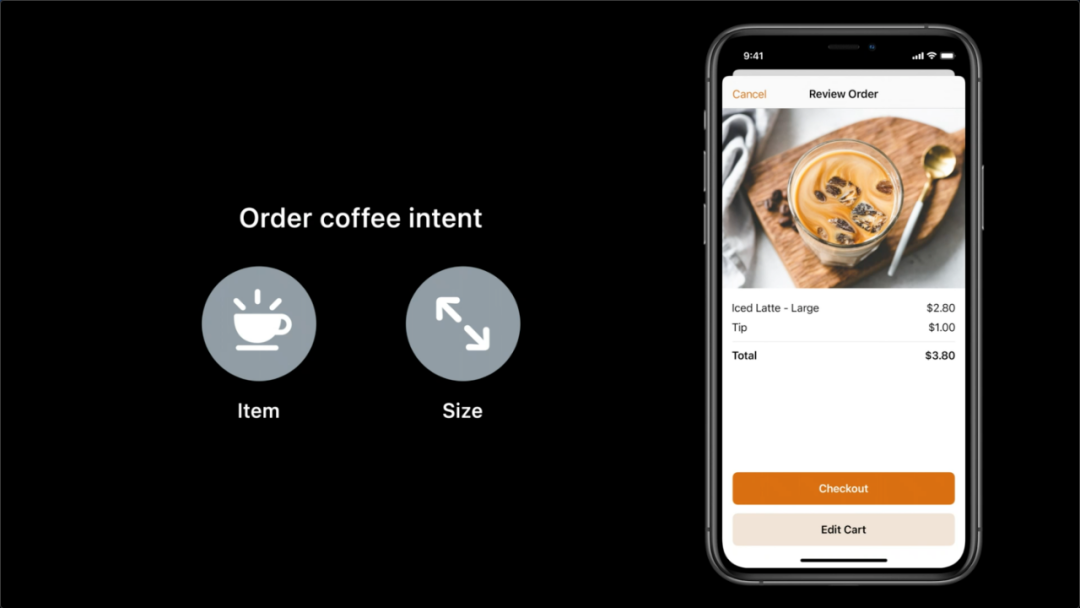 Order coffee intent
Item
Size
9:41
Cancel
Review Order
Iced Latte - Large $2.80
Tip $1.00
Total $3.80
Checkout
Edit Cart